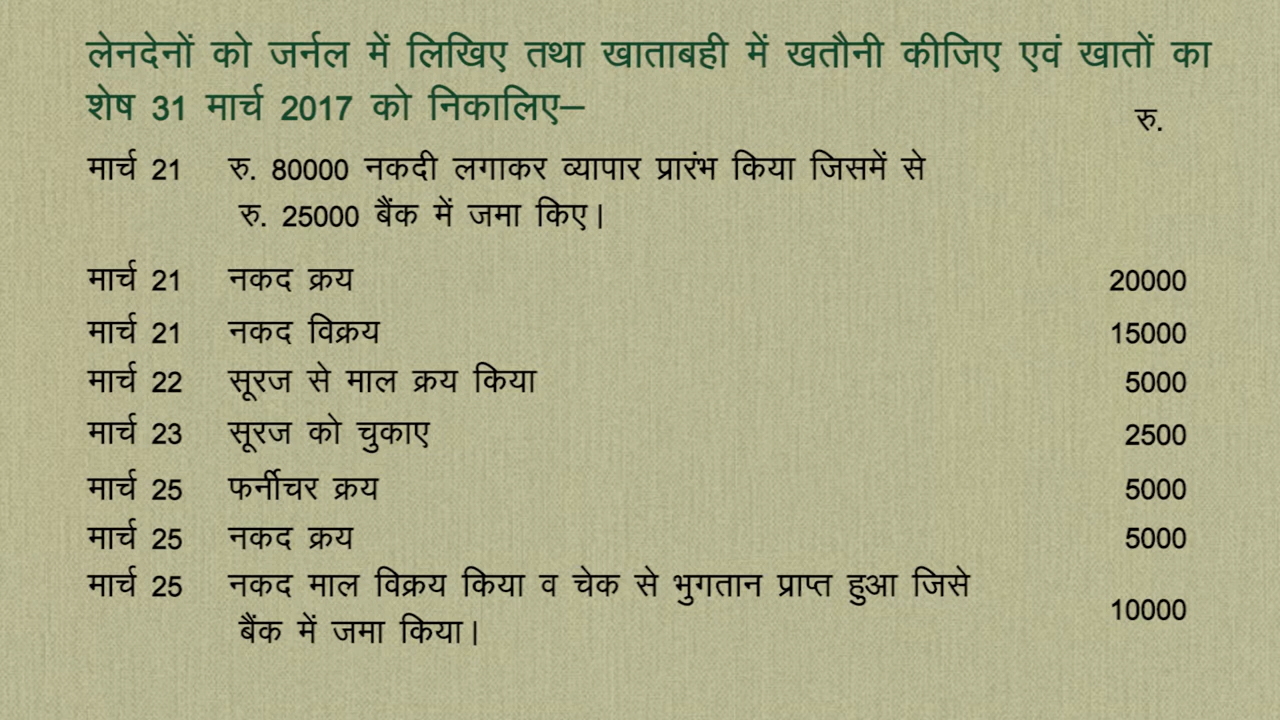 लेनदेनों को जर्नल में लिखिए तथा खाताबही में खतौनी कीजिए एवं खातों का
शेष 31 मार्च 2017 को निकालिए–
रु.
मार्च 21 रु. 80000 नकदी लगाकर व्यापार प्रारंभ किया जिसमें से
रु. 25000 बैंक में जमा किए।
मार्च 21 नकद क्रय 20000
मार्च 21 नकद विक्रय 15000
मार्च 22 सूरज से माल क्रय किया 5000
मार्च 23 सूरज को चुकाए 2500
मार्च 25 फर्नीचर क्रय 5000
मार्च 25 नकद क्रय 5000
मार्च 25 नकद माल विक्रय किया व चेक से भुगतान प्राप्त हुआ जिसे
बैंक में जमा किया। 10000